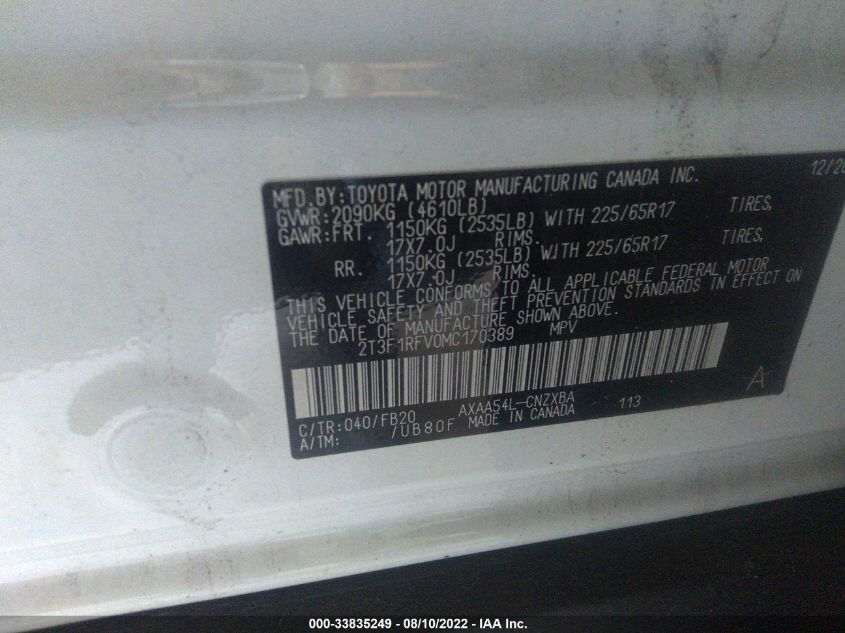 MFD.BY:TOYOTA MOTOR MANUFACTURING CANADA INC. 12/20
GVWR:2090KG (4610LB)
GAWR:FRT. 1150KG (2535LB) WITH 225/65R17 TIRES,
17X7.0J RIMS.
RR. 1150KG (2535LB) WITH 225/65R17 TIRES,
17X7.0J RIMS.
THIS VEHICLE CONFORMS TO ALL APPLICABLE FEDERAL MOTOR
VEHICLE SAFETY AND THEFT PREVENTION STANDARDS IN EFFECT ON
THE DATE OF MANUFACTURE SHOWN ABOVE.
2T3F1RFV0MC170389 MPV
C/TR:040/FB20 AXAA54L-CNZXBA 113 A
A/TM: /UB80F MADE IN CANADA
000-33835249 - 08/10/2022 - IAA Inc.